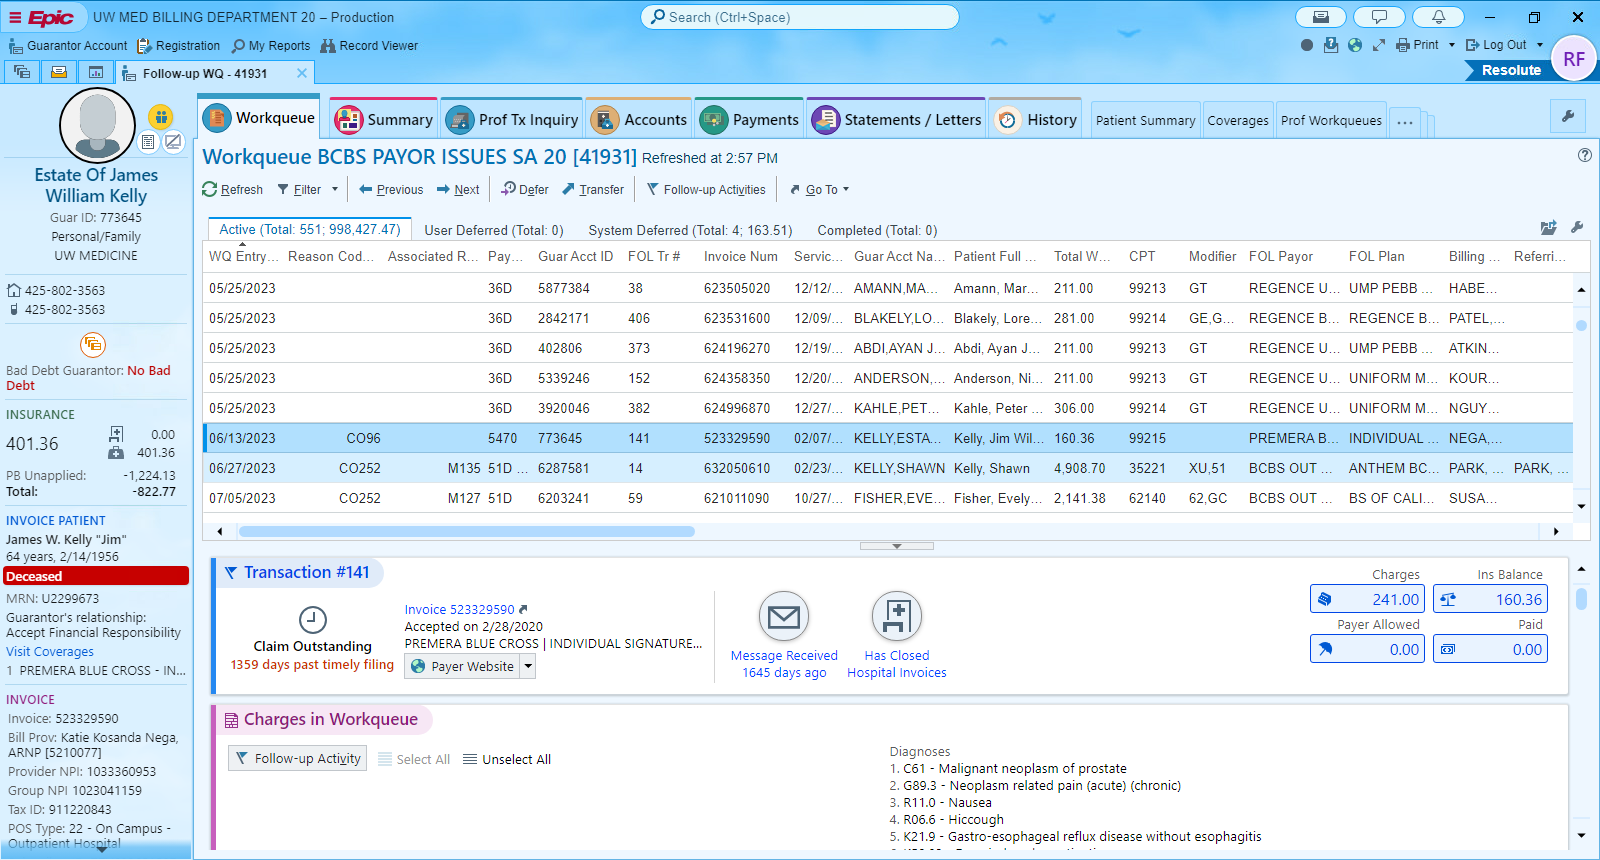 Epic UW MED BILLING DEPARTMENT 20 – Production
Search (Ctrl+Space)
Guarantor Account Registration My Reports Record Viewer
Print Log Out
RF
Follow-up WQ - 41931
Resolute
Workqueue Summary Prof Tx Inquiry Accounts Payments Statements / Letters History Patient Summary Coverages Prof Workqueues ...
Estate Of James
William Kelly
Guar ID: 773645
Personal/Family
UW MEDICINE
425-802-3563
425-802-3563
Bad Debt Guarantor: No Bad
Debt
INSURANCE
401.36
0.00
401.36
PB Unapplied: -1,224.13
Total: -822.77
INVOICE PATIENT
James W. Kelly "Jim"
64 years, 2/14/1956
Deceased
MRN: U2299673
Guarantor's relationship:
Accept Financial Responsibility
Visit Coverages
1 PREMERA BLUE CROSS - IN...
INVOICE
Invoice: 523329590
Bill Prov: Katie Kosanda Nega,
ARNP [5210077]
Provider NPI: 1033360953
Group NPI 1023041159
Tax ID: 911220843
POS Type: 22 - On Campus -
Outpatient Hospital
Workqueue BCBS PAYOR ISSUES SA 20 [41931] Refreshed at 2:57 PM
Refresh Filter Previous Next Defer Transfer Follow-up Activities Go To
Active (Total: 551; 998,427.47) User Deferred (Total: 0) System Deferred (Total: 4; 163.51) Completed (Total: 0)
WQ Entry... Reason Cod... Associated R... Pay... Guar Acct ID FOL Tr # Invoice Num Servic... Guar Acct Na... Patient Full ... Total W... CPT Modifier FOL Payor FOL Plan Billing ... Referri...
05/25/2023 36D 5877384 38 623505020 12/12/... AMANN,MA... Amann, Mar... 211.00 99213 GT REGENCE U... UMP PEBB ... HABE...
05/25/2023 36D 2842171 406 623531600 12/09/... BLAKELY,LO... Blakely, Lore... 281.00 99214 GE,G... REGENCE B... REGENCE B... PATEL,...
05/25/2023 36D 402806 373 624196270 12/19/... ABDI,AYAN J... Abdi, Ayan J... 211.00 99213 GT REGENCE U... UMP PEBB ... ATKIN...
05/25/2023 36D 5339246 152 624358350 12/20/... ANDERSON,... Anderson, Ni... 211.00 99213 GT REGENCE U... UNIFORM M... KOUR...
05/25/2023 36D 3920046 382 624996870 12/27/... KAHLE,PET... Kahle, Peter ... 306.00 99214 GT REGENCE U... UNIFORM M... NGUY...
06/13/2023 CO96 5470 773645 141 523329590 02/07/... KELLY,ESTA... Kelly, Jim Wil... 160.36 99215 PREMERA B... INDIVIDUAL ... NEGA,...
06/27/2023 CO252 M135 51D ... 6287581 14 632050610 02/23/... KELLY,SHAWN Kelly, Shawn 4,908.70 35221 XU,51 BCBS OUT ... ANTHEM BC... PARK, ... PARK, ...
07/05/2023 CO252 M127 51D 6203241 59 621011090 10/27/... FISHER,EVE... Fisher, Evely... 2,141.38 62140 62,GC BCBS OUT ... BS OF CALI... SUSA...
Transaction #141
Claim Outstanding
1359 days past timely filing
Invoice 523329590
Accepted on 2/28/2020
PREMERA BLUE CROSS | INDIVIDUAL SIGNATURE...
Payer Website
Message Received
1645 days ago
Has Closed
Hospital Invoices
Charges Ins Balance
241.00 160.36
Payer Allowed Paid
0.00 0.00
Charges in Workqueue
Follow-up Activity Select All Unselect All
Diagnoses
1. C61 - Malignant neoplasm of prostate
2. G89.3 - Neoplasm related pain (acute) (chronic)
3. R11.0 - Nausea
4. R06.6 - Hiccough
5. K21.9 - Gastro-esophageal reflux disease without esophagitis